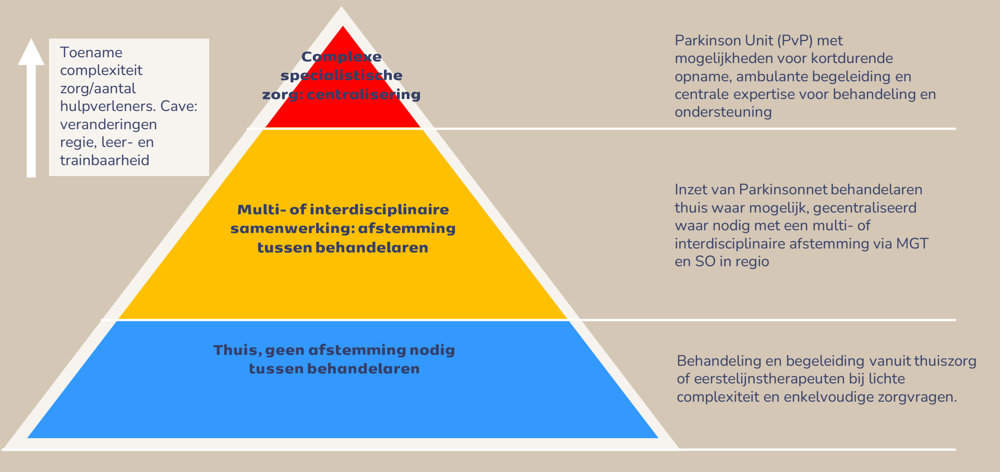 Toename
complexiteit
zorg/aantal
hulpverleners. Cave:
veranderingen
regie, leer- en
trainbaarheid
Complexe
specialistische
zorg: centralisering
Parkinson Unit (PvP) met
mogelijkheden voor kortdurende
opname, ambulante begeleiding en
centrale expertise voor behandeling en
ondersteuning
Multi- of interdisciplinaire
samenwerking: afstemming
tussen behandelaren
Inzet van Parkinsonnet behandelaren
thuis waar mogelijk, gecentraliseerd
waar nodig met een multi- of
interdisciplinaire afstemming via MGT
en SO in regio
Thuis, geen afstemming nodig
tussen behandelaren
Behandeling en begeleiding vanuit thuiszorg
of eerstelijnstherapeuten bij lichte
complexiteit en enkelvoudige zorgvragen.